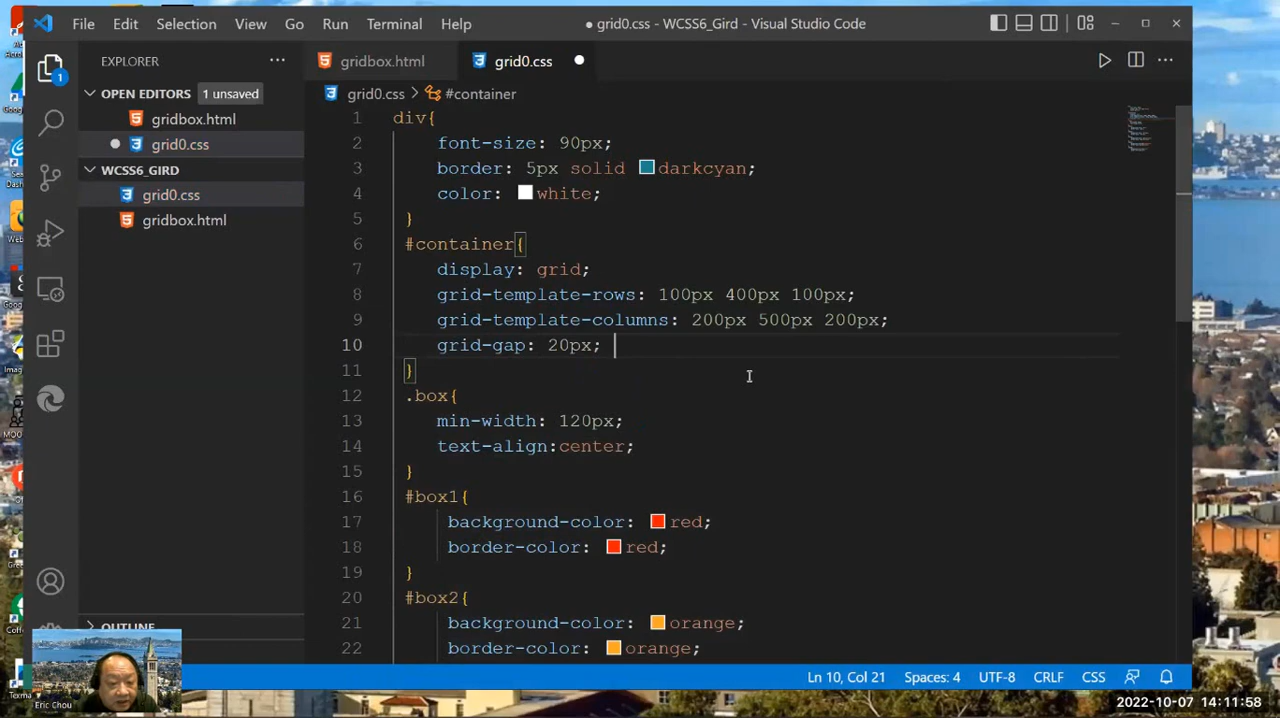 File Edit Selection View Go Run Terminal Help
● grid0.css - WCSS6_Gird - Visual Studio Code
EXPLORER
gridbox.html
grid0.css
OPEN EDITORS 1 unsaved
grid0.css > #container
gridbox.html
grid0.css
WCSS6_GIRD
grid0.css
gridbox.html
OUTLINE
1 div{
2 font-size: 90px;
3 border: 5px solid darkcyan;
4 color: white;
5 }
6 #container{
7 display: grid;
8 grid-template-rows: 100px 400px 100px;
9 grid-template-columns: 200px 500px 200px;
10 grid-gap: 20px;
11 }
12 .box{
13 min-width: 120px;
14 text-align:center;
15 }
16 #box1{
17 background-color: red;
18 border-color: red;
19 }
20 #box2{
21 background-color: orange;
22 border-color: orange;
1
Eric Chou
Ln 10, Col 21 Spaces: 4 UTF-8 CRLF CSS
2022-10-07 14:11:58